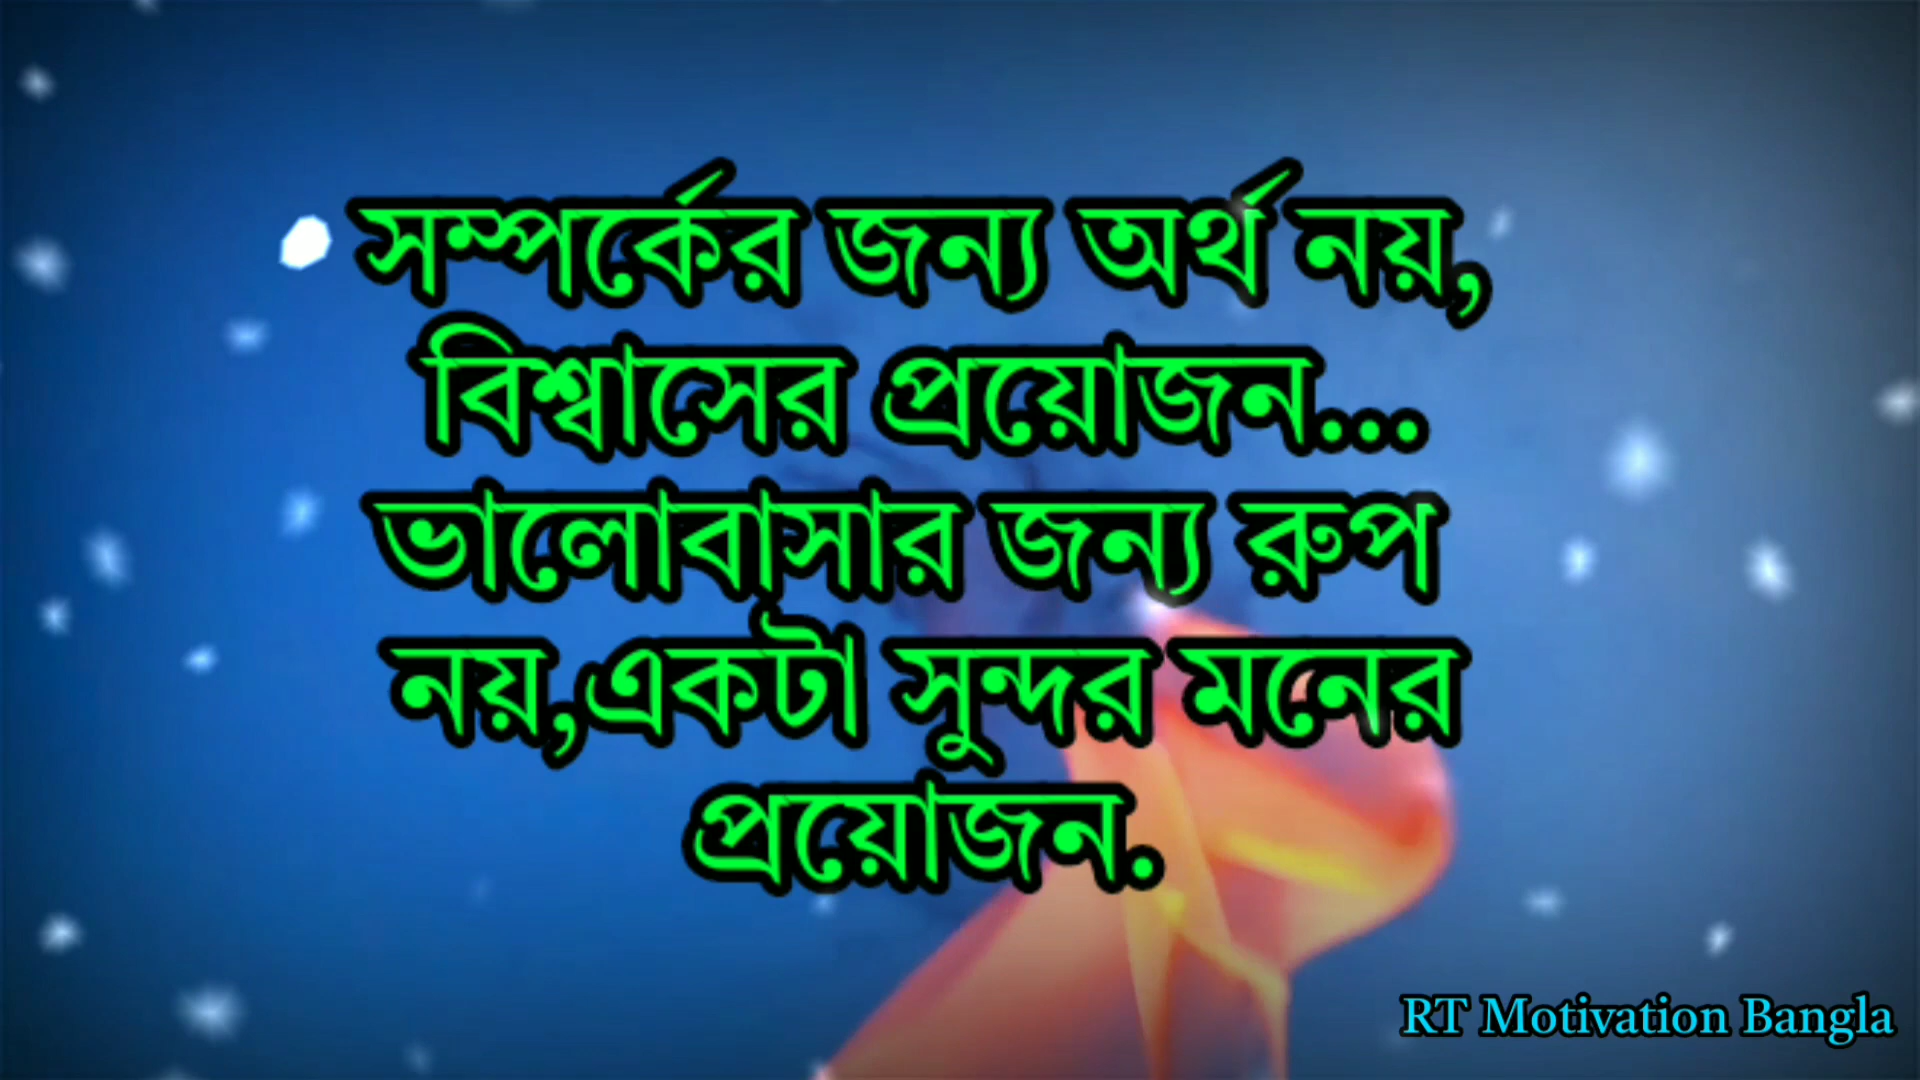 সম্পর্কের জন্য অর্থ নয়,
বিশ্বাসের প্রয়োজন...
ভালোবাসার জন্য রুপ
নয়,একটা সুন্দর মনের
প্রয়োজন.
RT Motivation Bangla